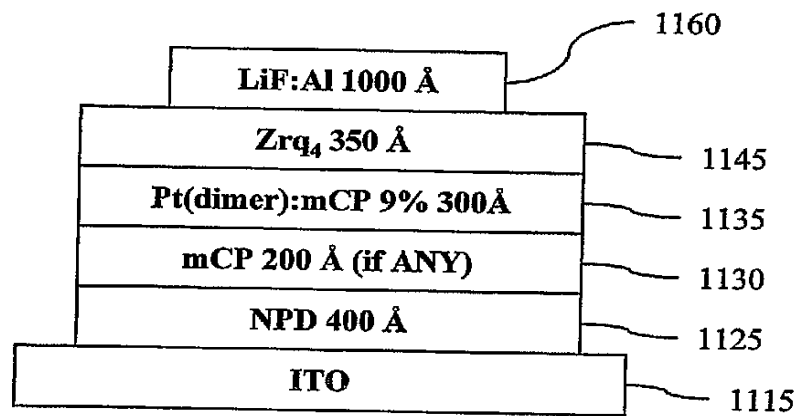 1160
LiF:Al 1000 Å
Zrq₄ 350 Å
1145
Pt(dimer):mCP 9% 300Å
1135
mCP 200 Å (if ANY)
1130
NPD 400 Å
1125
ITO
1115